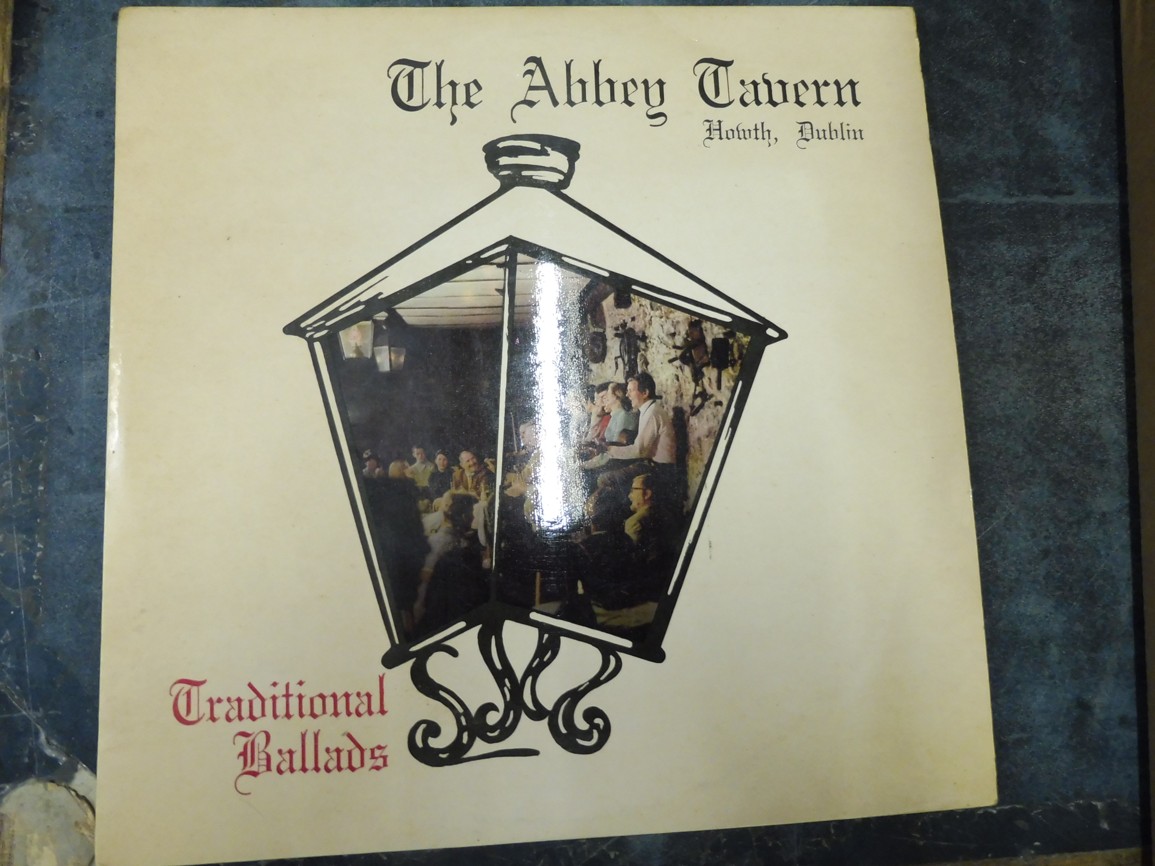 The Abbey Tavern
Howth, Dublin
Traditional
Ballads